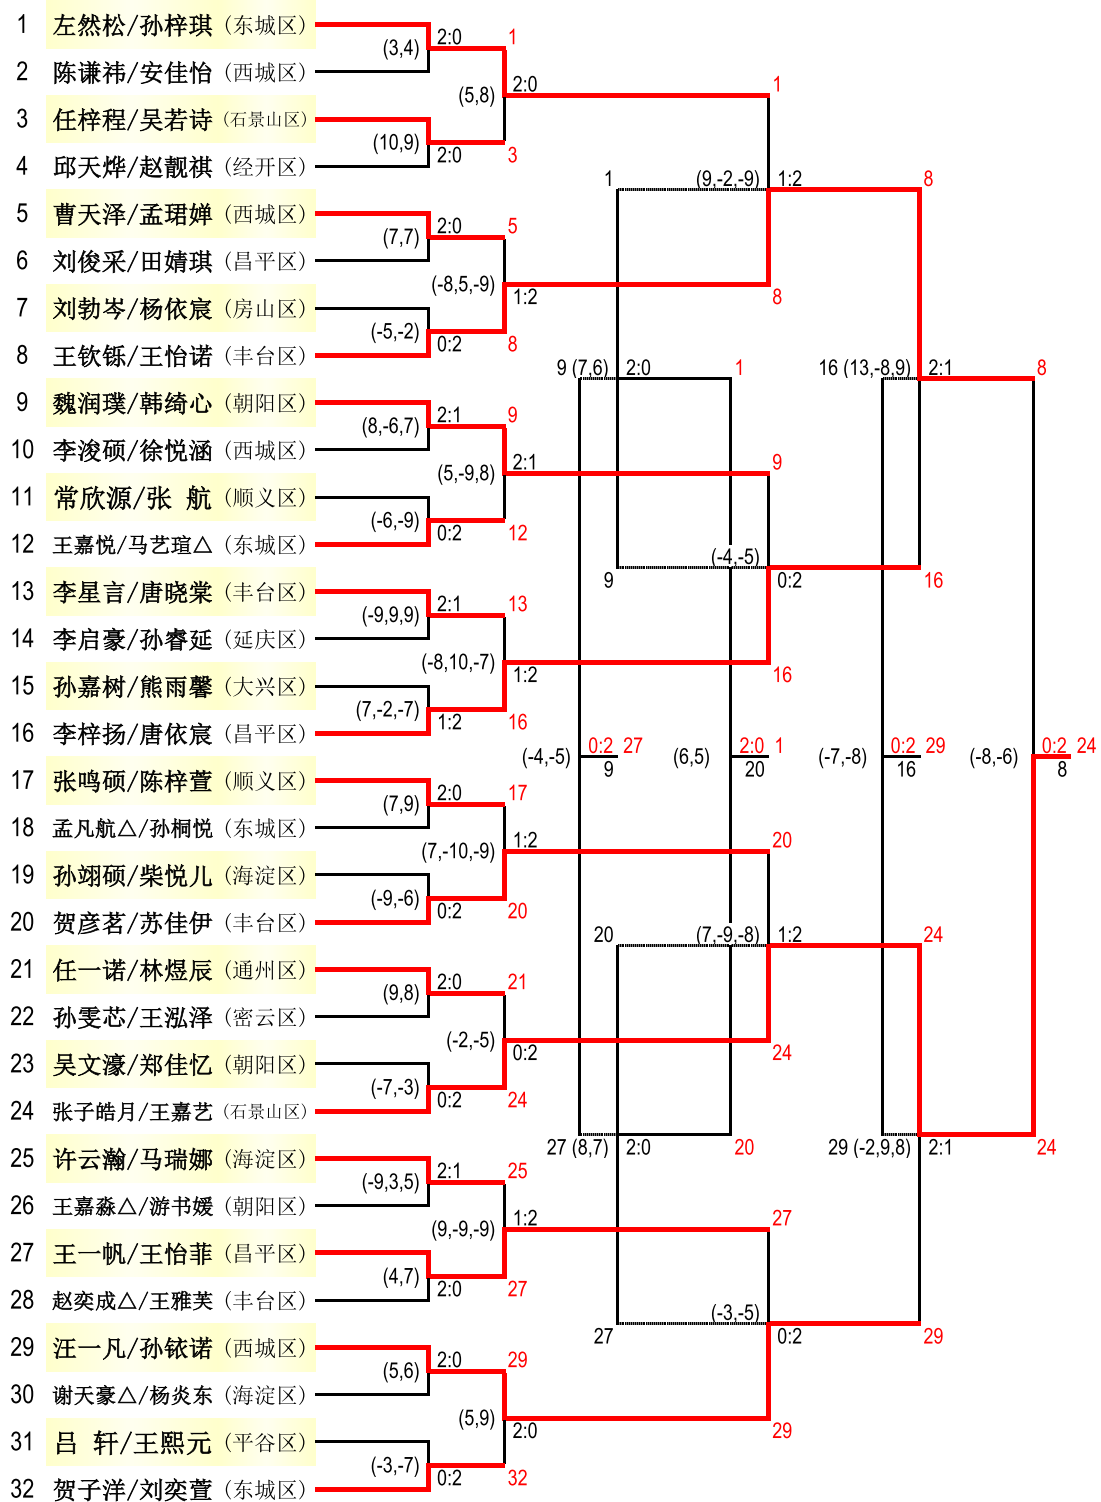 1 左然松/孙梓琪 (东城区) 2:0 1
(3,4)
2 陈谦祎/安佳怡 (西城区) 2:0 1
(5,8)
3 任梓程/吴若诗 (石景山区)
(10,9)
4 邱天烨/赵靓祺 (经开区) 2:0 3
1 (9,-2,-9) 1:2 8
5 曹天泽/孟珺婵 (西城区) 2:0 5
(7,7)
6 刘俊采/田婧琪 (昌平区)
(-8,5,-9) 1:2 8
7 刘勃岑/杨依宸 (房山区)
(-5,-2)
8 王钦铄/王怡诺 (丰台区) 0:2 8
9 (7,6) 2:0 1 16 (13,-8,9) 2:1 8
9 魏润璞/韩绮心 (朝阳区) 2:1 9
(8,-6,7)
10 李浚硕/徐悦涵 (西城区)
(5,-9,8) 2:1 9
11 常欣源/张 航 (顺义区)
(-6,-9)
12 王嘉悦/马艺瑄△ (东城区) 0:2 12
(-4,-5)
9 0:2 16
13 李星言/唐晓棠 (丰台区) 2:1 13
(-9,9,9)
14 李启豪/孙睿延 (延庆区)
(-8,10,-7) 1:2 16
15 孙嘉树/熊雨馨 (大兴区)
(7,-2,-7)
16 李梓扬/唐依宸 (昌平区) 1:2 16
(-4,-5) 0:2 27 (6,5) 2:0 1 (-7,-8) 0:2 29 (-8,-6) 0:2 24
9 20 16 8
17 张鸣硕/陈梓萱 (顺义区) 2:0 17
(7,9)
18 孟凡航△/孙桐悦 (东城区)
(7,-10,-9) 1:2 20
19 孙翊硕/柴悦儿 (海淀区)
(-9,-6)
20 贺彦茗/苏佳伊 (丰台区) 0:2 20
20 (7,-9,-8) 1:2 24
21 任一诺/林煜辰 (通州区) 2:0 21
(9,8)
22 孙雯芯/王泓泽 (密云区)
(-2,-5) 0:2 24
23 吴文濠/郑佳忆 (朝阳区)
(-7,-3)
24 张子皓月/王嘉艺 (石景山区) 0:2 24
27 (8,7) 2:0 20 29 (-2,9,8) 2:1 24
25 许云瀚/马瑞娜 (海淀区) 2:1 25
(-9,3,5)
26 王嘉淼△/游书媛 (朝阳区)
(9,-9,-9) 1:2 27
27 王一帆/王怡菲 (昌平区)
(4,7)
28 赵奕成△/王雅芙 (丰台区) 2:0 27
(-3,-5)
27 0:2 29
29 汪一凡/孙铱诺 (西城区) 2:0 29
(5,6)
30 谢天豪△/杨炎东 (海淀区)
(5,9) 2:0 29
31 吕 轩/王熙元 (平谷区)
(-3,-7)
32 贺子洋/刘奕萱 (东城区) 0:2 32